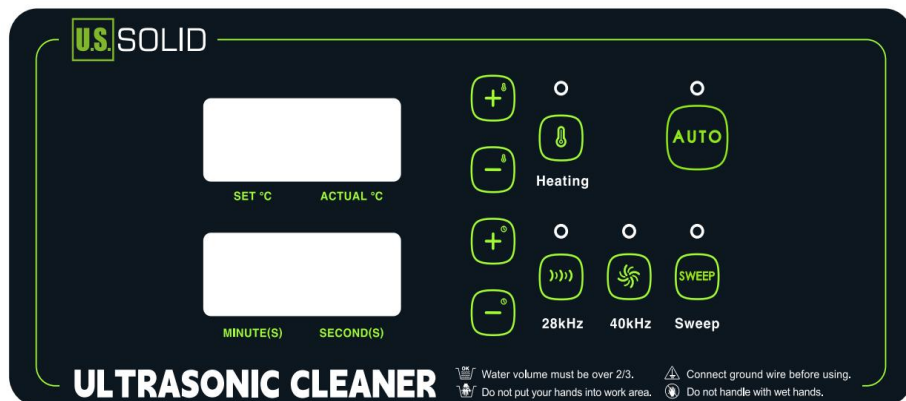 U.S. SOLID
AUTO
Heating
SET °C ACTUAL °C
SWEEP
28kHz 40kHz Sweep
MINUTE(S) SECOND(S)
ULTRASONIC CLEANER
OK Water volume must be over 2/3.
Do not put your hands into work area.
Connect ground wire before using.
Do not handle with wet hands.